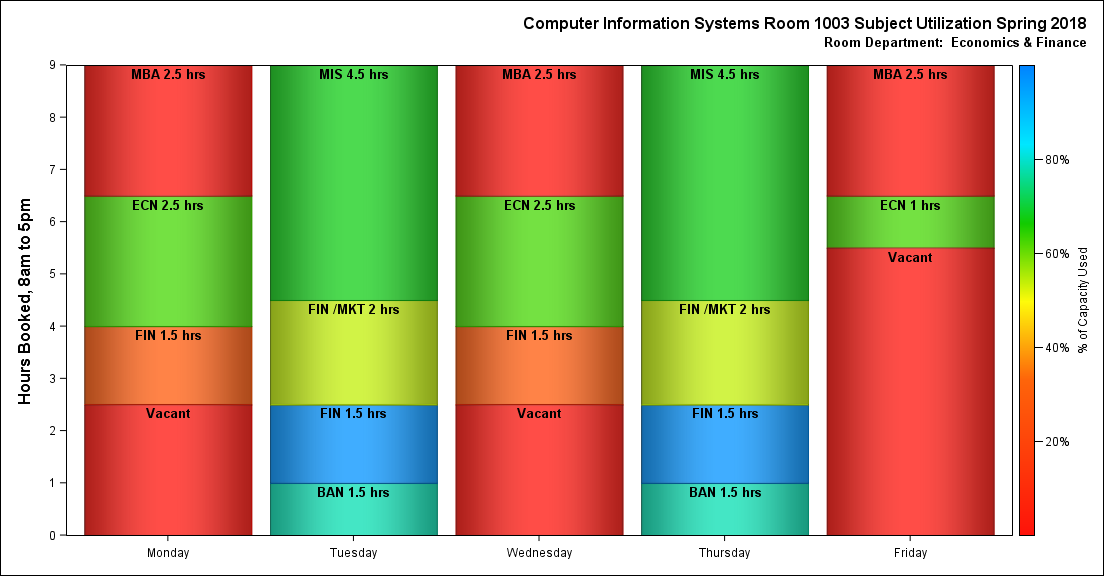 Computer Information Systems Room 1003 Subject Utilization Spring 2018
Room Department:  Economics & Finance
Hours Booked, 8am to 5pm
9
8
7
6
5
4
3
2
1
0
MBA 2.5 hrs
ECN 2.5 hrs
FIN 1.5 hrs
Vacant
MIS 4.5 hrs
FIN /MKT 2 hrs
FIN 1.5 hrs
BAN 1.5 hrs
MBA 2.5 hrs
ECN 2.5 hrs
FIN 1.5 hrs
Vacant
MIS 4.5 hrs
FIN /MKT 2 hrs
FIN 1.5 hrs
BAN 1.5 hrs
MBA 2.5 hrs
ECN 1 hrs
Vacant
Monday
Tuesday
Wednesday
Thursday
Friday
80%
60%
40%
20%
% of Capacity Used